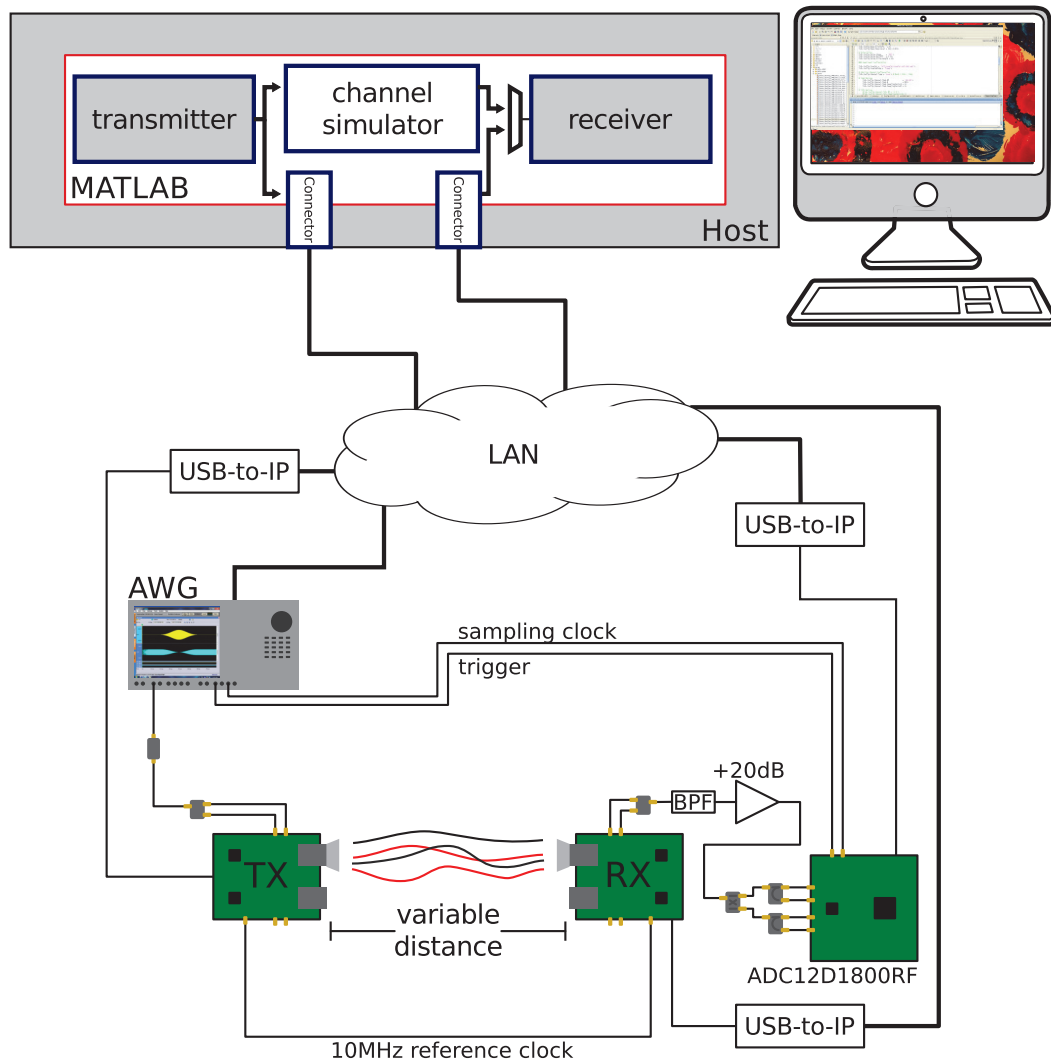 transmitter
channel
simulator
receiver
MATLAB
Connector
Connector
Host
LAN
USB-to-IP
USB-to-IP
AWG
sampling clock
trigger
+20dB
BPF
TX
RX
variable
distance
ADC12D1800RF
USB-to-IP
10MHz reference clock